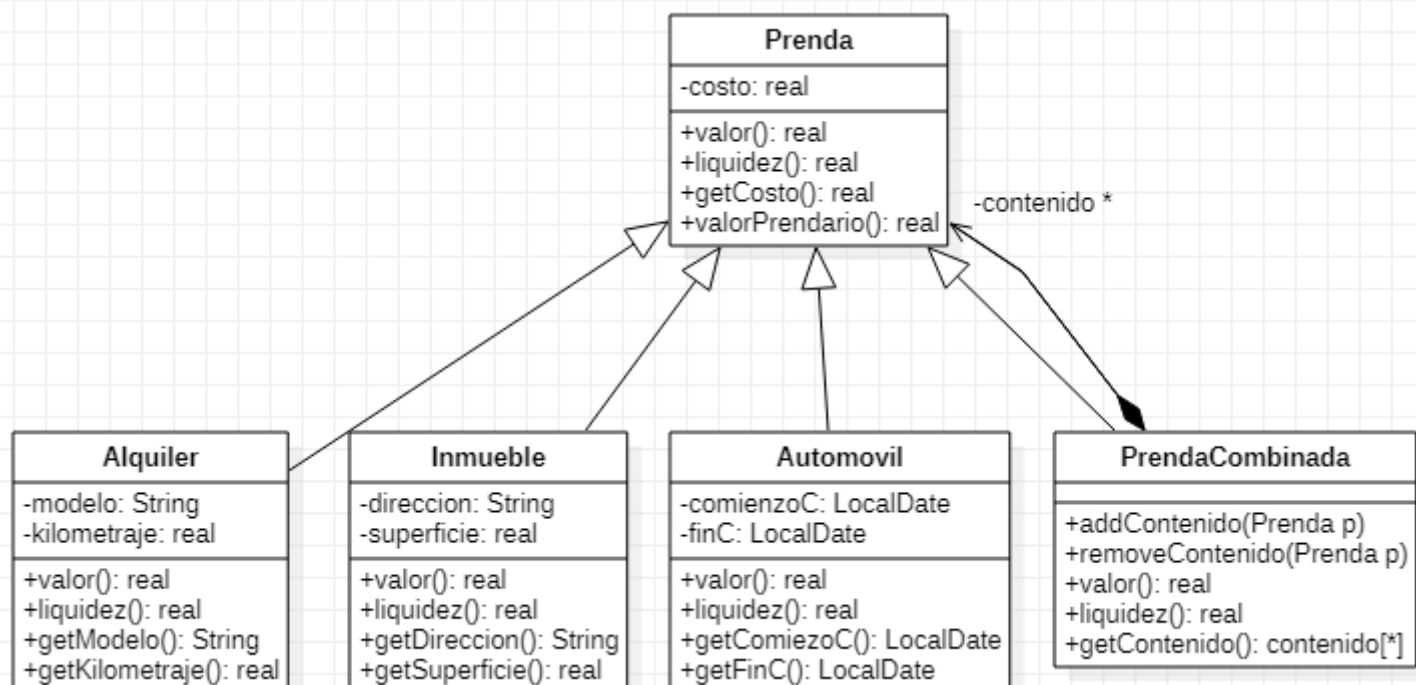 Prenda
-costo: real
+valor(): real
+liquidez(): real
+getCosto(): real
+valorPrendario(): real
-contenido *
Alquiler
-modelo: String
-kilometraje: real
+valor(): real
+liquidez(): real
+getModelo(): String
+getKilometraje(): real
Inmueble
-direccion: String
-superficie: real
+valor(): real
+liquidez(): real
+getDireccion(): String
+getSuperficie(): real
Automovil
-comienzoC: LocalDate
-finC: LocalDate
+valor(): real
+liquidez(): real
+getComiezoC(): LocalDate
+getFinC(): LocalDate
PrendaCombinada
+addContenido(Prenda p)
+removeContenido(Prenda p)
+valor(): real
+liquidez(): real
+getContenido(): contenido[*]